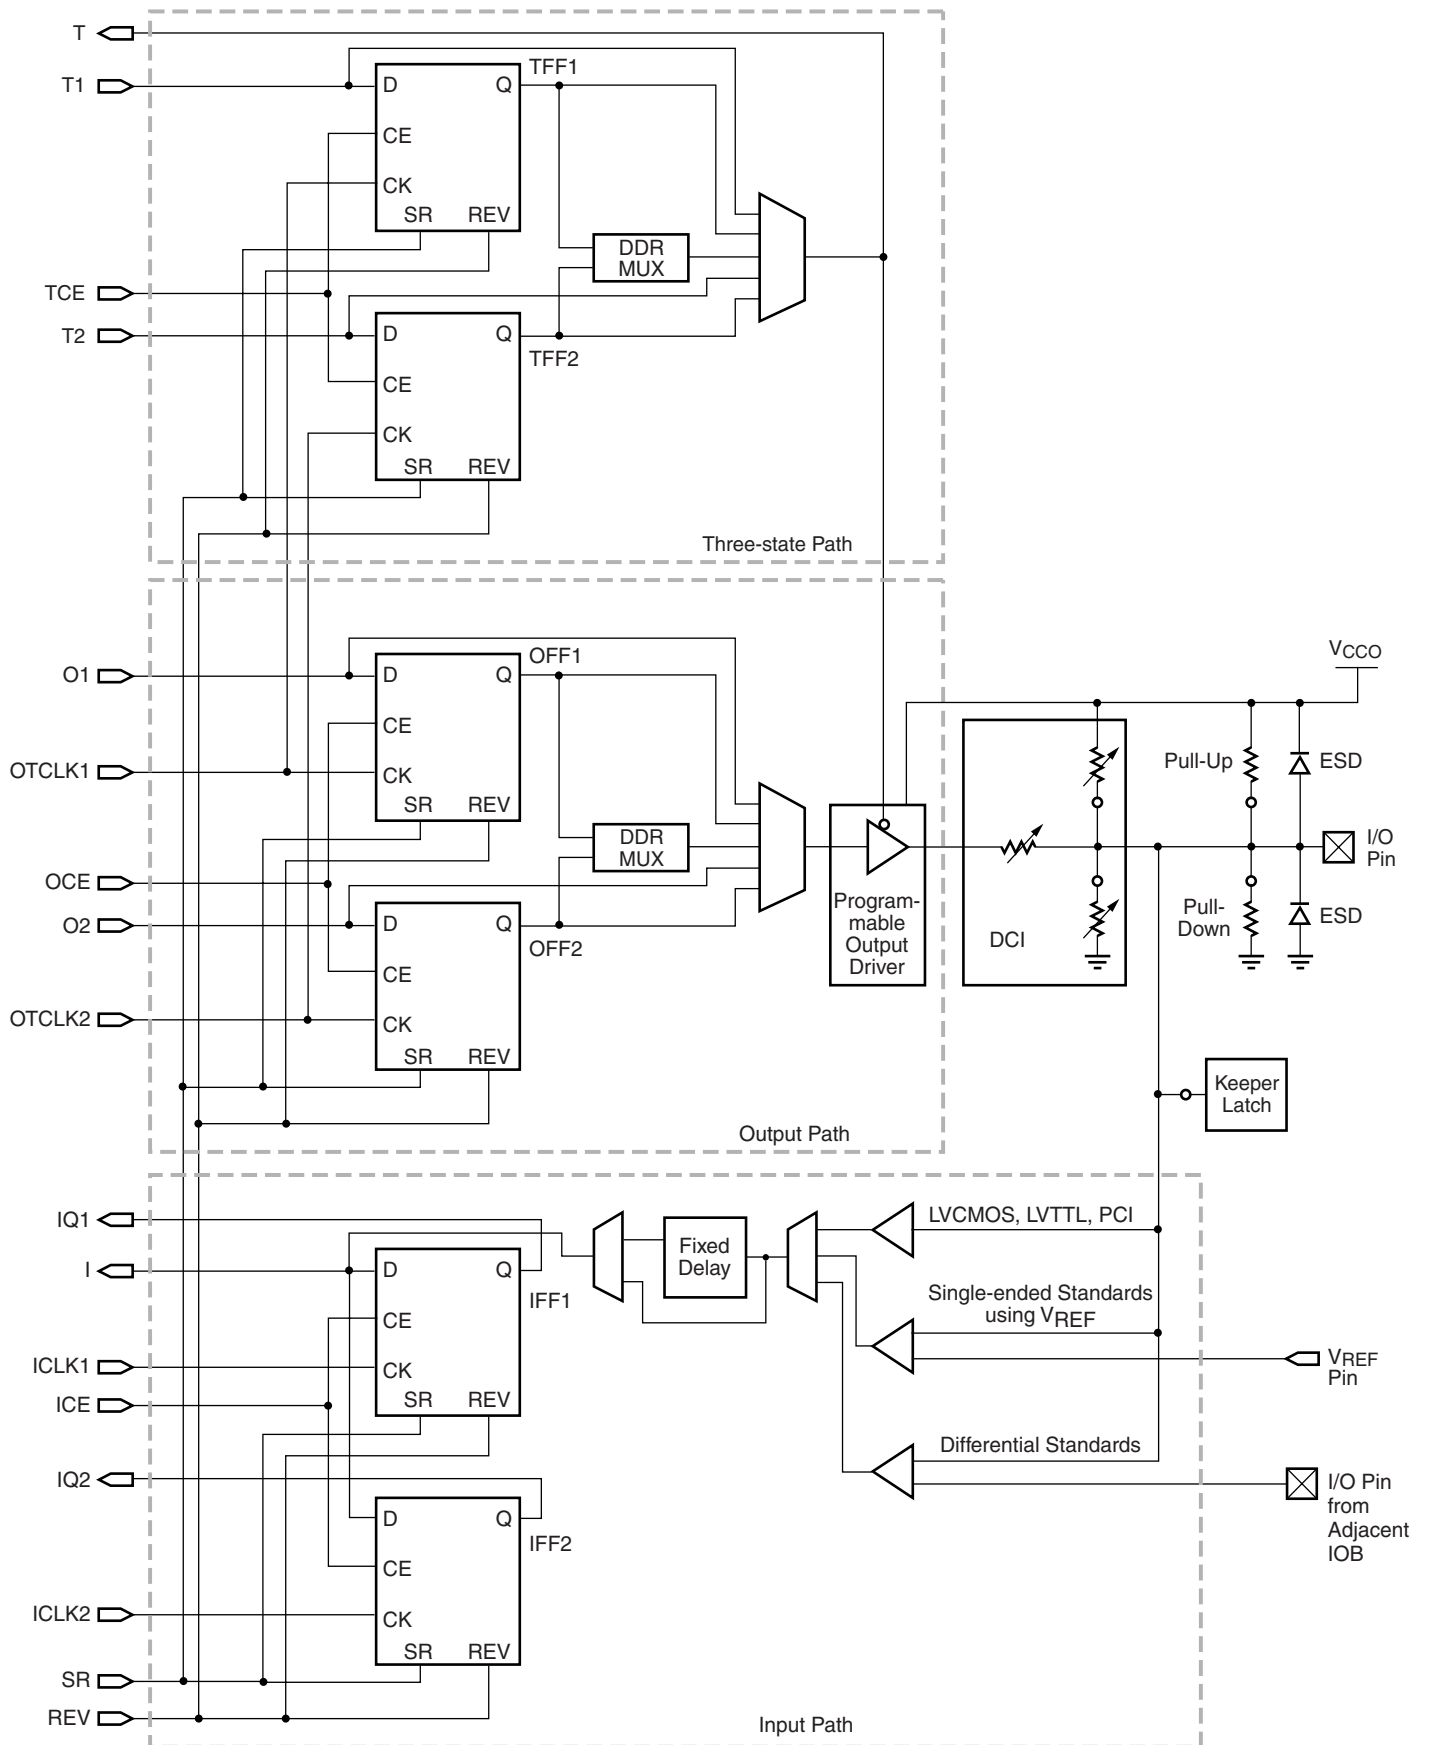 T
T1
D
Q
TFF1
CE
CK
SR
REV
DDR
MUX
TCE
T2
D
Q
TFF2
CE
CK
SR
REV
Three-state Path
O1
D
Q
OFF1
CE
OTCLK1
CK
SR
REV
DDR
MUX
OCE
O2
D
Q
OFF2
CE
OTCLK2
CK
SR
REV
Program-
mable
Output
Driver
DCI
VCCO
Pull-Up
ESD
I/O
Pin
Pull-
Down
ESD
Keeper
Latch
Output Path
IQ1
I
D
Q
IFF1
CE
ICLK1
CK
ICE
SR
REV
Fixed
Delay
LVCMOS, LVTTL, PCI
Single-ended Standards
using VREF
VREF
Pin
Differential Standards
I/O Pin
from
Adjacent
IOB
IQ2
D
Q
IFF2
CE
ICLK2
CK
SR
REV
SR
REV
Input Path